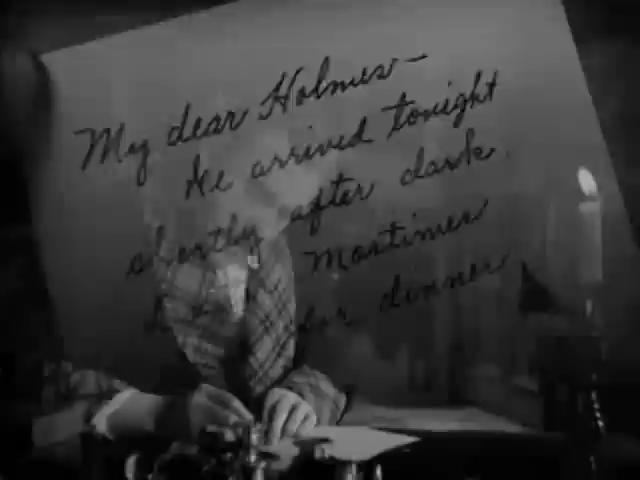 My dear Holmes—
We arrived tonight
shortly after dark.
Mortimer
for dinner